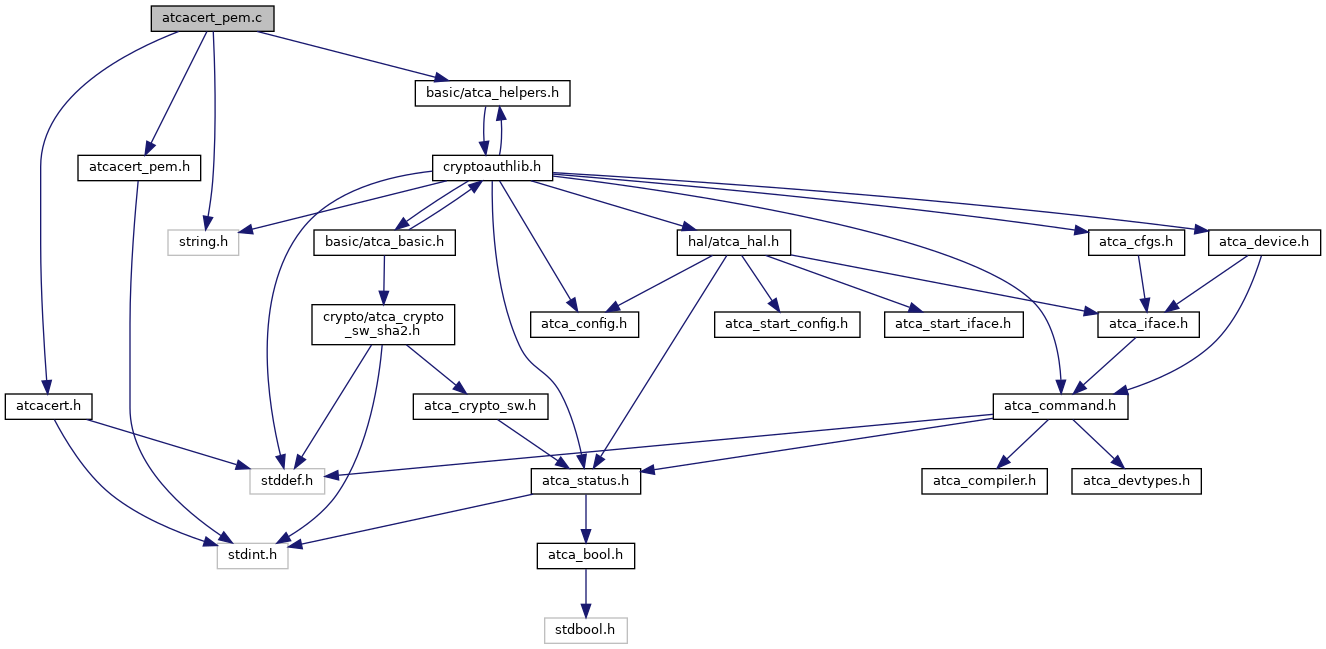 atcacert_pem.c
basic/atca_helpers.h
atcacert_pem.h
cryptoauthlib.h
string.h
basic/atca_basic.h
hal/atca_hal.h
atca_cfgs.h
atca_device.h
crypto/atca_crypto
_sw_sha2.h
atca_config.h
atca_start_config.h
atca_start_iface.h
atca_iface.h
atcacert.h
atca_crypto_sw.h
atca_command.h
stddef.h
atca_status.h
atca_compiler.h
atca_devtypes.h
stdint.h
atca_bool.h
stdbool.h